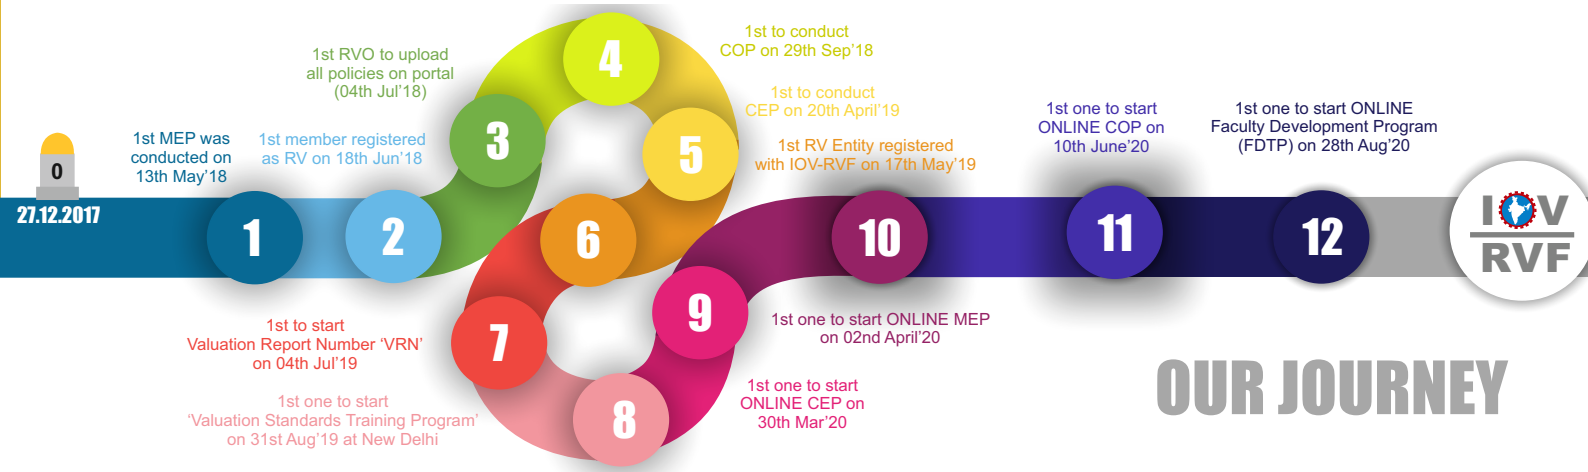 0
27.12.2017
1st MEP was
conducted on
13th May’18
1
1st member registered
as RV on 18th Jun’18
2
1st RVO to upload
all policies on portal
(04th Jul’18)
3
4
1st to conduct
COP on 29th Sep’18
1st to conduct
CEP on 20th April’19
5
1st RV Entity registered
with IOV-RVF on 17th May’19
6
7
1st to start
Valuation Report Number ‘VRN’
on 04th Jul’19
1st one to start
‘Valuation Standards Training Program’
on 31st Aug’19 at New Delhi
8
9
1st one to start
ONLINE CEP on
30th Mar’20
10
1st one to start ONLINE MEP
on 02nd April’20
1st one to start
ONLINE COP on
10th June’20
11
1st one to start ONLINE
Faculty Development Program
(FDTP) on 28th Aug’20
12
IOV
RVF
OUR JOURNEY